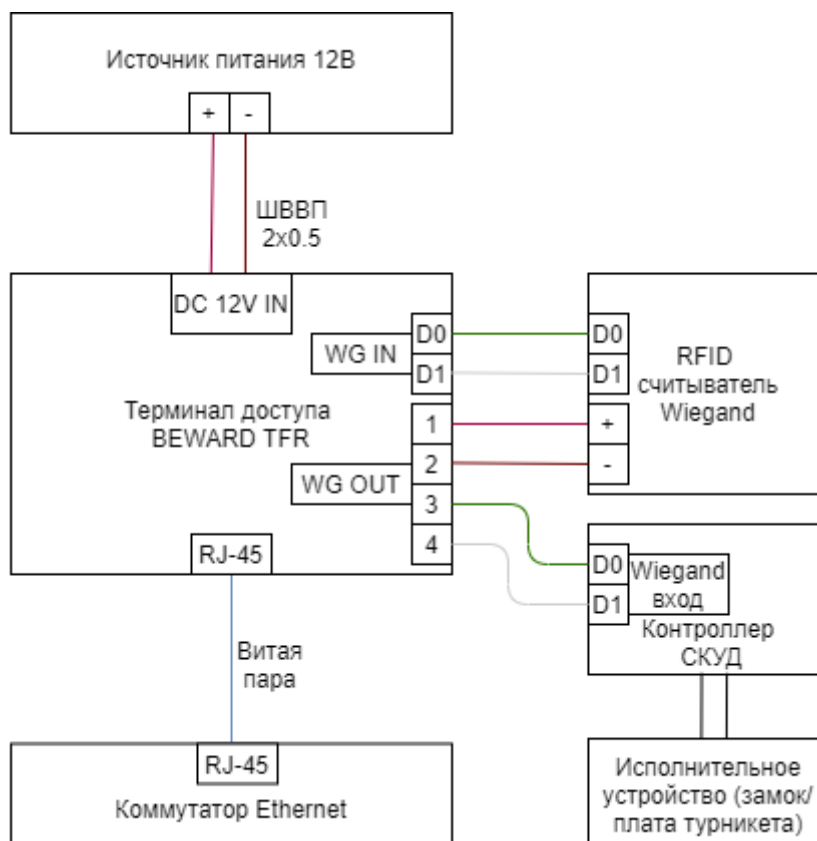 Источник питания 12В
+ -
ШВВП
2x0.5
DC 12V IN
WG IN
D0
D1
Терминал доступа
BEWARD TFR
1
2
WG OUT
3
4
RJ-45
D0
D1
+
-
RFID
считыватель
Wiegand
D0
D1
Wiegand
вход
Контроллер
СКУД
Витая
пара
RJ-45
Коммутатор Ethernet
Исполнительное
устройство (замок/
плата турникета)